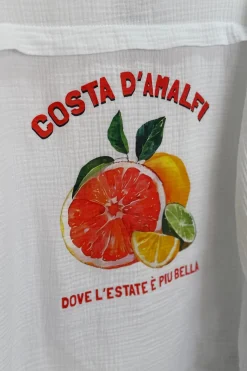 COSTA D'AMALFI
DOVE L'ESTATE È PIU BELLA